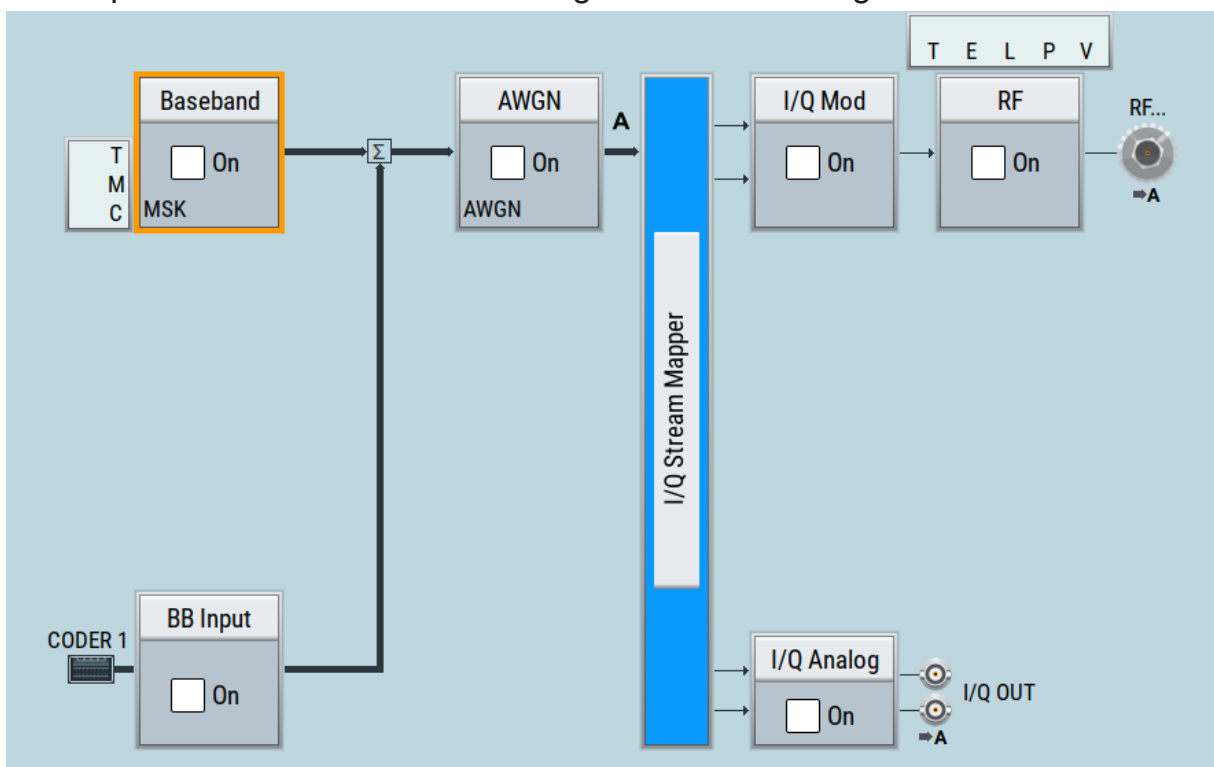 T E L P V
Baseband
On
MSK
T
M
C
Σ
AWGN
On
AWGN
A
I/Q Stream Mapper
I/Q Mod
On
RF
On
RF...
➡A
BB Input
On
CODER 1
I/Q Analog
On
I/Q OUT
➡A